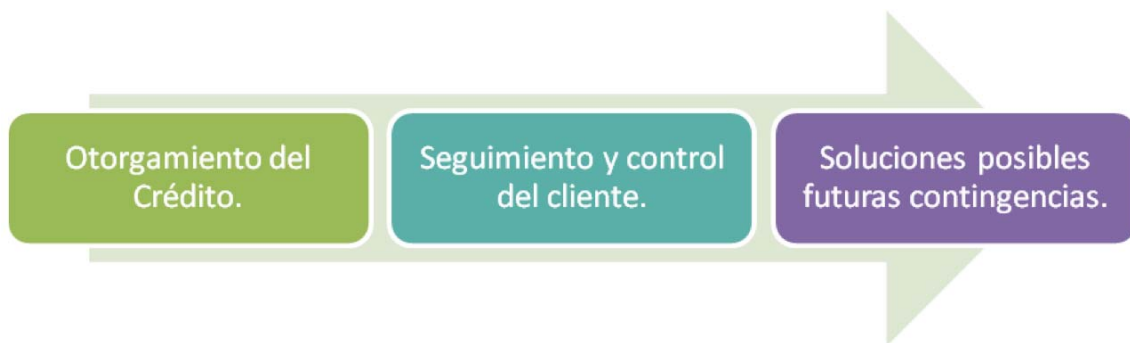 Otorgamiento del
Crédito.
Seguimiento y control
del cliente.
Soluciones posibles
futuras contingencias.